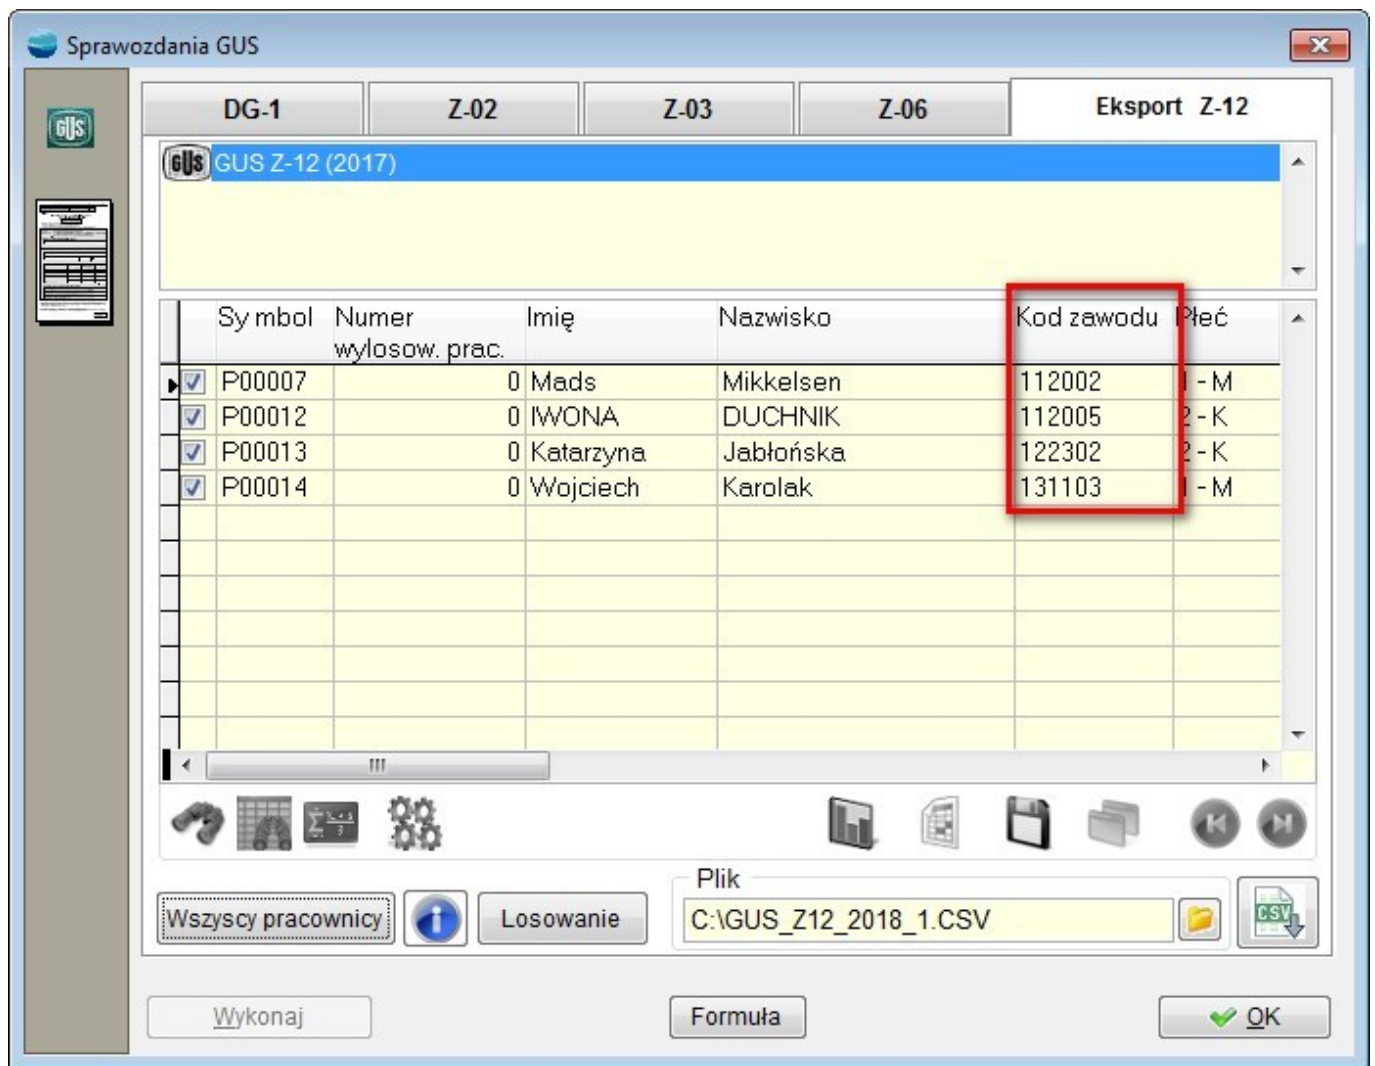 Sprawozdania GUS
GUS
DG-1 Z-02 Z-03 Z-06 Eksport Z-12
GUS GUS Z-12 (2017)
Symbol Numer wylosow. prac. Imię Nazwisko Kod zawodu Płeć
P00007 0 Mads Mikkelsen 112002 1 - M
P00012 0 IWONA DUCHNIK 112005 2 - K
P00013 0 Katarzyna Jabłońska 122302 2 - K
P00014 0 Wojciech Karolak 131103 1 - M
Plik
Wszyscy pracownicy Losowanie C:\GUS_Z12_2018_1.CSV CSV
Wykonaj Formuła OK